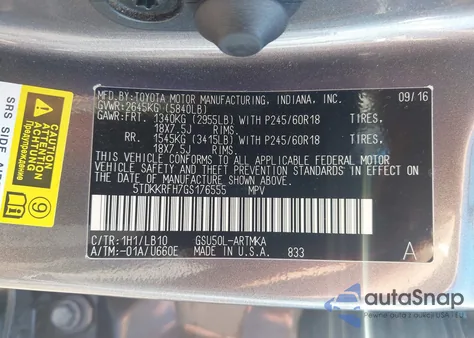 MFD.BY:TOYOTA MOTOR MANUFACTURING, INDIANA, INC. 09/16
GVWR:2645KG (5840LB)
GAWR:FRT. 1340KG (2955LB) WITH P245/60R18 TIRES,
18X7.5J RIMS,
RR. 1545KG (3415LB) WITH P245/60R18 TIRES,
18X7.5J RIMS,
THIS VEHICLE CONFORMS TO ALL APPLICABLE FEDERAL MOTOR
VEHICLE SAFETY AND THEFT PREVENTION STANDARDS IN
EFFECT ON THE DATE OF MANUFACTURE SHOWN ABOVE.
5TDKKRFH7GS176555 MPV
C/TR:1H1/LB10 GSU50L-ARTMKA
A/TM:-01A/U660E MADE IN U.S.A. 833 A
SRS SIDE
CAUTION
ACHTUNG
9
autoSnap